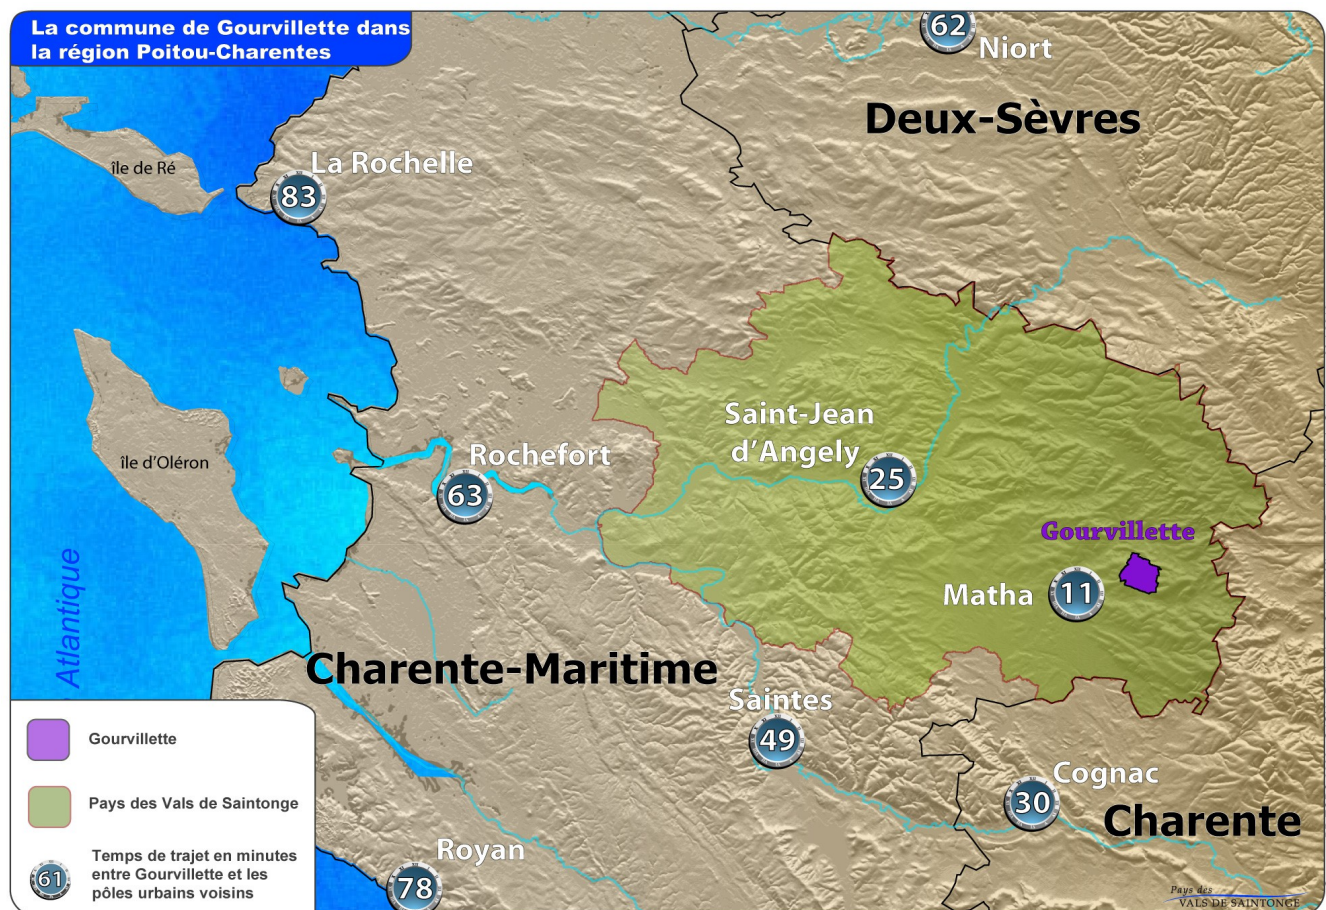 La commune de Gourvillette dans
la région Poitou-Charentes
62
Niort
Deux-Sèvres
île de Ré
La Rochelle
83
Saint-Jean
d'Angely
25
Rochefort
63
île d'Oléron
Gourvillette
Matha
11
Atlantique
Charente-Maritime
Saintes
49
Cognac
30
Charente
Royan
78
Gourvillette
Pays des Vals de Saintonge
61
Temps de trajet en minutes
entre Gourvillette et les
pôles urbains voisins
Pays des
VALS DE SAINTONGE